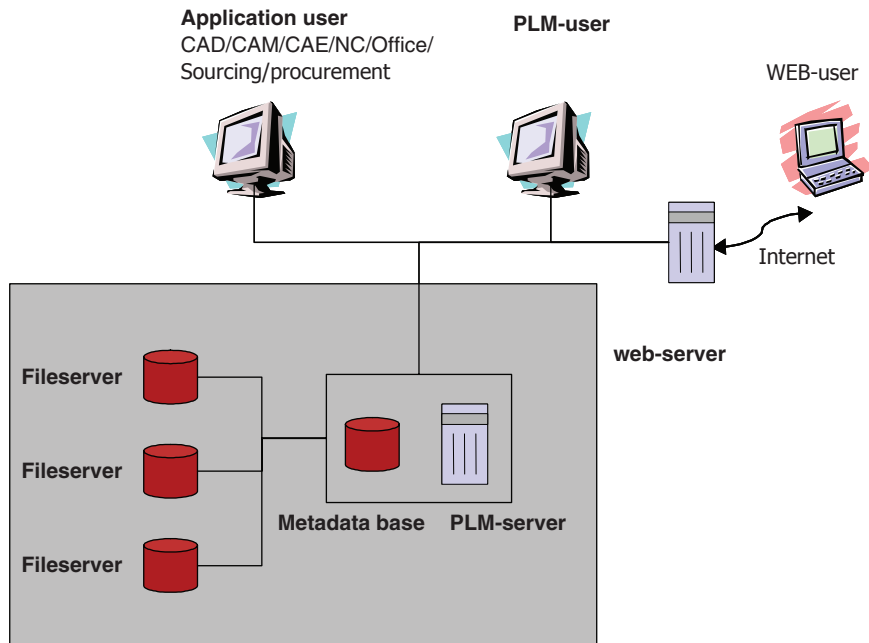 Application user
CAD/CAM/CAE/NC/Office/
Sourcing/procurement
PLM-user
WEB-user
Internet
web-server
Fileserver
Fileserver
Fileserver
Metadata base
PLM-server